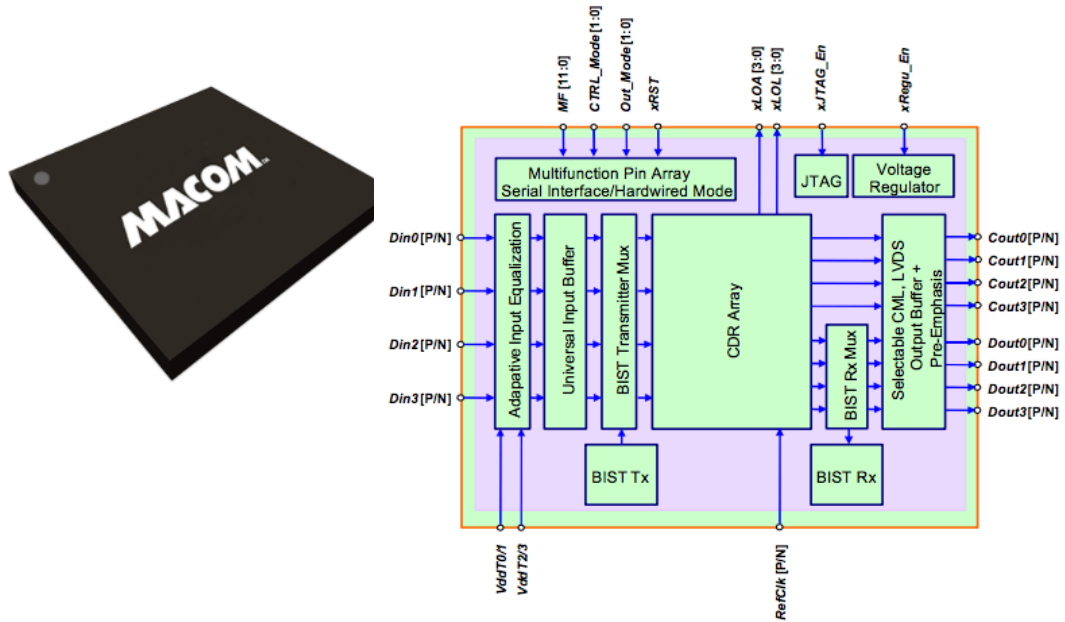 MACOM™
MF [11:0]
CTRL_Mode [1:0]
Out_Mode [1:0]
xRST
xLOA [3:0]
xLOL [3:0]
xJTAG_En
xRegu_En
Multifunction Pin Array
Serial Interface/Hardwired Mode
JTAG
Voltage
Regulator
Din0[P/N]
Din1[P/N]
Din2[P/N]
Din3[P/N]
Adapative Input Equalization
Universal Input Buffer
BIST Transmitter Mux
CDR Array
BIST Rx Mux
Selectable CML, LVDS
Output Buffer +
Pre-Emphasis
Cout0[P/N]
Cout1[P/N]
Cout2[P/N]
Cout3[P/N]
Dout0[P/N]
Dout1[P/N]
Dout2[P/N]
Dout3[P/N]
BIST Tx
BIST Rx
VddT0/1
VddT2/3
RefClk [P/N]